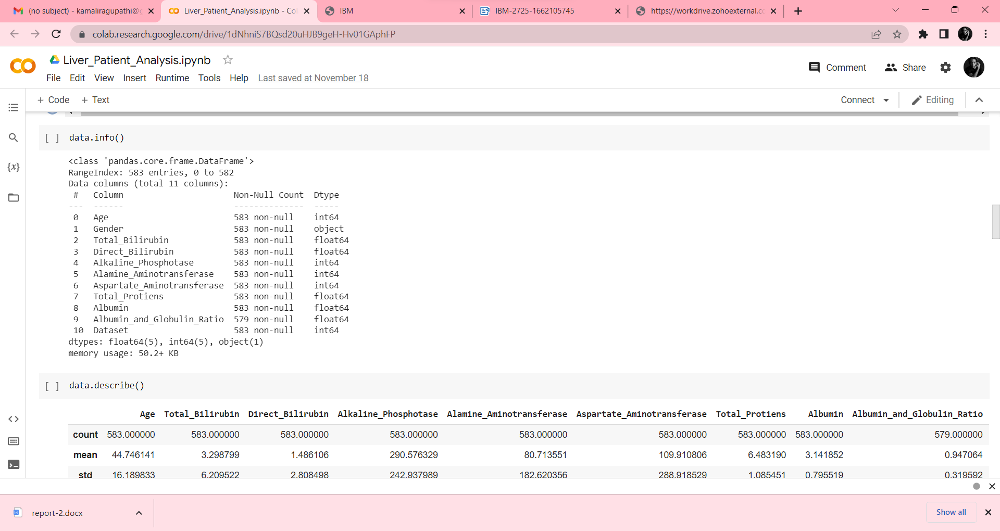 (no subject) - kamaliragupathi@g
Liver_Patient_Analysis.ipynb - Co
IBM
IBM-2725-1662105745
https://workdrive.zohoexternal.co
colab.research.google.com/drive/1dNhniS7BQsd20uHJB9geH-Hv01GAphFP
Liver_Patient_Analysis.ipynb
Comment
Share
File Edit View Insert Runtime Tools Help Last saved at November 18
+ Code + Text
Connect
Editing
[ ] data.info()
{x}
<class 'pandas.core.frame.DataFrame'>
RangeIndex: 583 entries, 0 to 582
Data columns (total 11 columns):
# Column Non-Null Count Dtype
--- ------ -------------- -----
0 Age 583 non-null int64
1 Gender 583 non-null object
2 Total_Bilirubin 583 non-null float64
3 Direct_Bilirubin 583 non-null float64
4 Alkaline_Phosphotase 583 non-null int64
5 Alamine_Aminotransferase 583 non-null int64
6 Aspartate_Aminotransferase 583 non-null int64
7 Total_Protiens 583 non-null float64
8 Albumin 583 non-null float64
9 Albumin_and_Globulin_Ratio 579 non-null float64
10 Dataset 583 non-null int64
dtypes: float64(5), int64(5), object(1)
memory usage: 50.2+ KB
[ ] data.describe()
Age Total_Bilirubin Direct_Bilirubin Alkaline_Phosphotase Alamine_Aminotransferase Aspartate_Aminotransferase Total_Protiens Albumin Albumin_and_Globulin_Ratio
count 583.000000 583.000000 583.000000 583.000000 583.000000 583.000000 583.000000 583.000000 579.000000
mean 44.746141 3.298799 1.486106 290.576329 80.713551 109.910806 6.483190 3.141852 0.947064
std 16.189833 6.209522 2.808498 242.937989 182.620356 288.918529 1.085451 0.795519 0.319592
report-2.docx
Show all